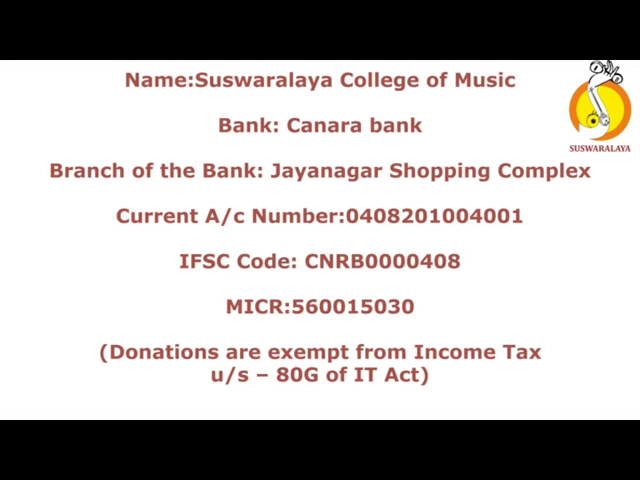 Name:Suswaralaya College of Music
Bank: Canara bank
Branch of the Bank: Jayanagar Shopping Complex
Current A/c Number:0408201004001
IFSC Code: CNRB0000408
MICR:560015030
(Donations are exempt from Income Tax
u/s – 80G of IT Act)
SUSWARALAYA